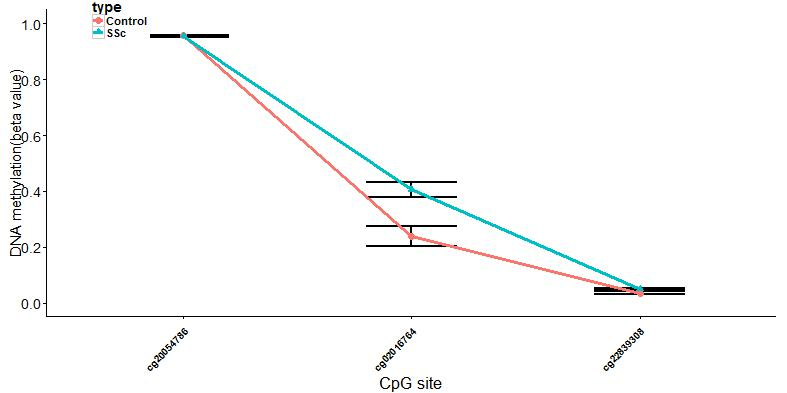 type
Control
SSc
1.0
0.8
0.6
0.4
0.2
0.0
DNA methylation(beta value)
cg20054786
cg02016764
cg22839308
CpG site